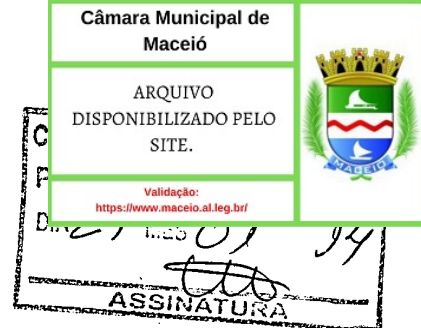 Câmara Municipal de
Maceió
ARQUIVO
DISPONIBILIZADO PELO
SITE.
Validação:
https://www.maceio.al.leg.br/
MACEIÓ
ASSINATURA